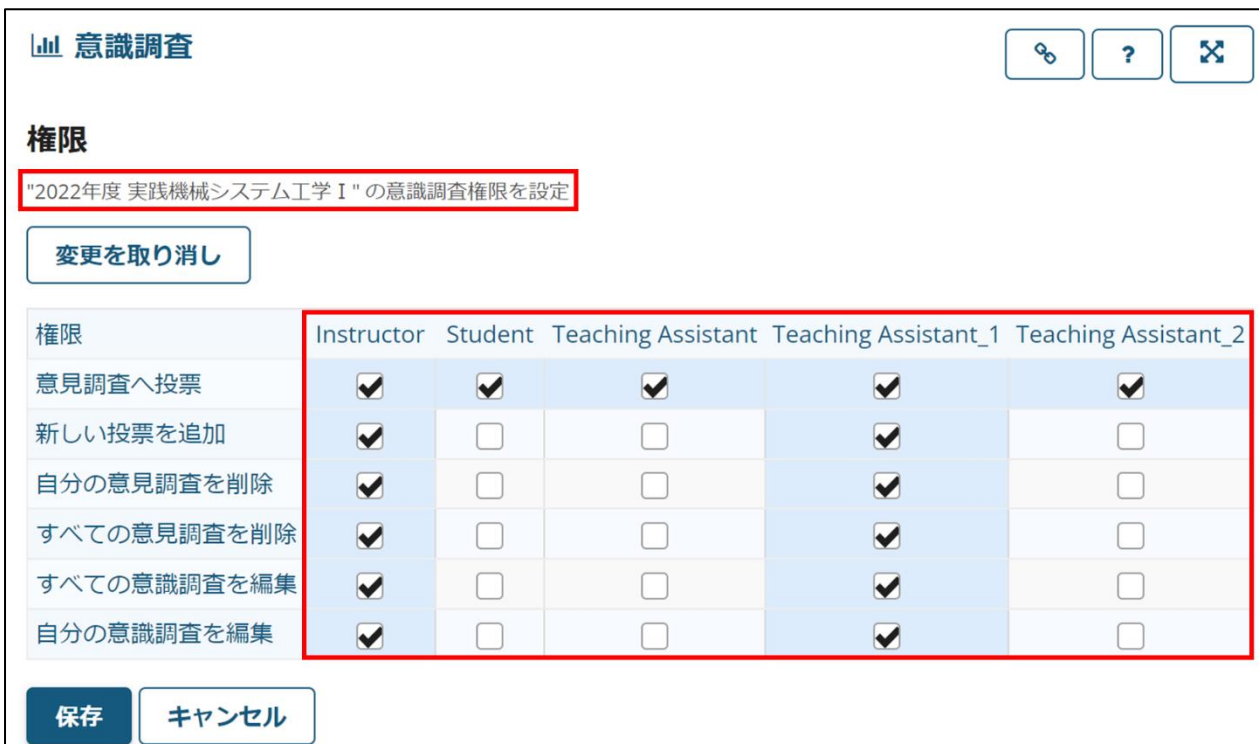 意識調査
?
権限
"2022年度 実践機械システム工学Ⅰ" の意識調査権限を設定
変更を取り消し
権限 Instructor Student Teaching Assistant Teaching Assistant_1 Teaching Assistant_2
意見調査へ投票
新しい投票を追加
自分の意見調査を削除
すべての意見調査を削除
すべての意識調査を編集
自分の意識調査を編集
保存 キャンセル